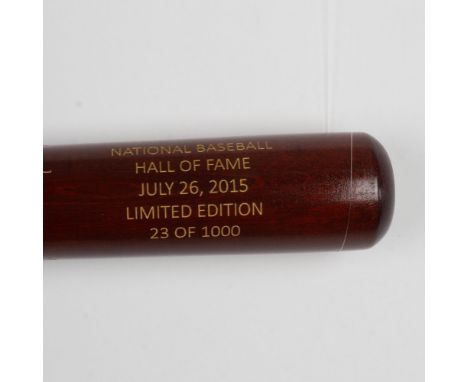 NATIONAL BASEBALL
HALL OF FAME
JULY 26, 2015
LIMITED EDITION
23 OF 1000